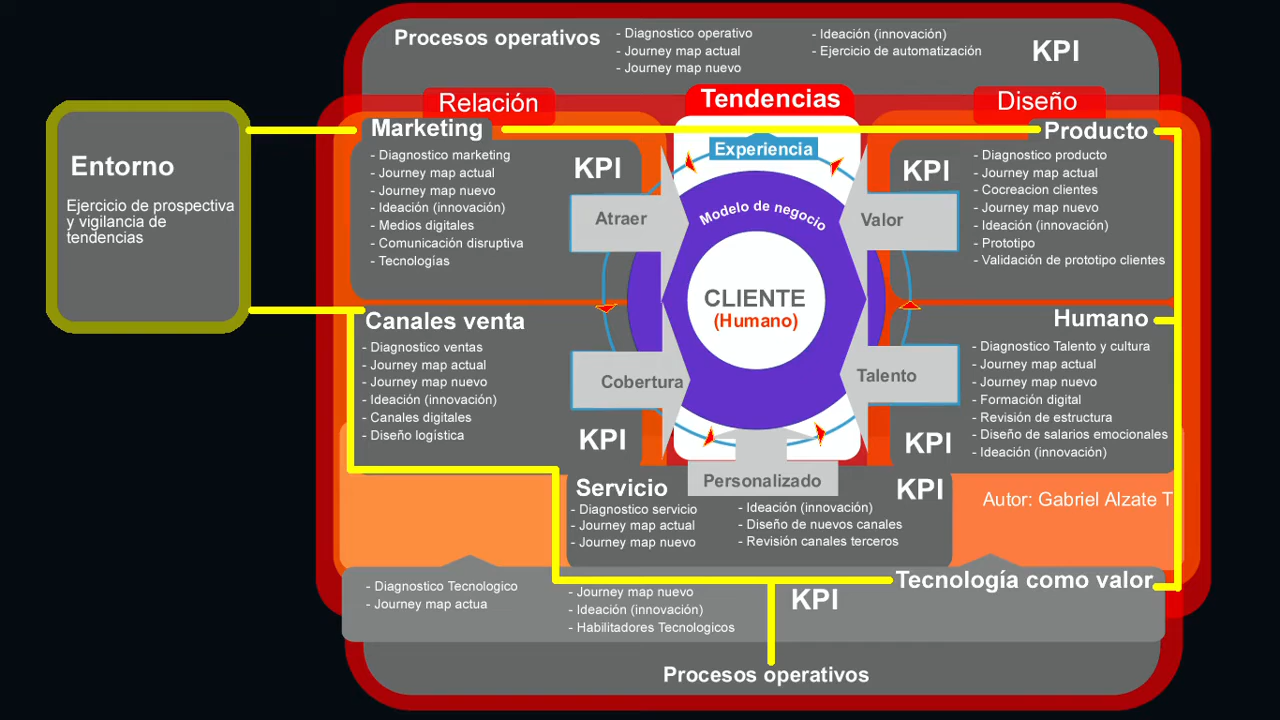 Procesos operativos
- Diagnostico operativo
- Journey map actual
- Journey map nuevo
- Ideación (innovación)
- Ejercicio de automatización
KPI
Relación
Tendencias
Diseño
Entorno
Ejercicio de prospectiva
y vigilancia de
tendencias
Marketing
- Diagnostico marketing
- Journey map actual
- Journey map nuevo
- Ideación (innovación)
- Medios digitales
- Comunicación disruptiva
- Tecnologías
KPI
Atraer
Experiencia
Modelo de negocio
CLIENTE
(Humano)
Producto
KPI
- Diagnostico producto
- Journey map actual
- Cocreacion clientes
- Journey map nuevo
- Ideación (innovación)
- Prototipo
- Validación de prototipo clientes
Valor
Canales venta
- Diagnostico ventas
- Journey map actual
- Journey map nuevo
- Ideación (innovación)
- Canales digitales
- Diseño logística
Cobertura
KPI
Humano
- Diagnostico Talento y cultura
- Journey map actual
- Journey map nuevo
- Formación digital
- Revisión de estructura
- Diseño de salarios emocionales
- Ideación (innovación)
Talento
KPI
Personalizado
Servicio
- Diagnostico servicio
- Journey map actual
- Journey map nuevo
- Ideación (innovación)
- Diseño de nuevos canales
- Revisión canales terceros
KPI
Autor: Gabriel Alzate T
Tecnología como valor
- Diagnostico Tecnologico
- Journey map actua
- Journey map nuevo
- Ideación (innovación)
- Habilitadores Tecnologicos
KPI
Procesos operativos